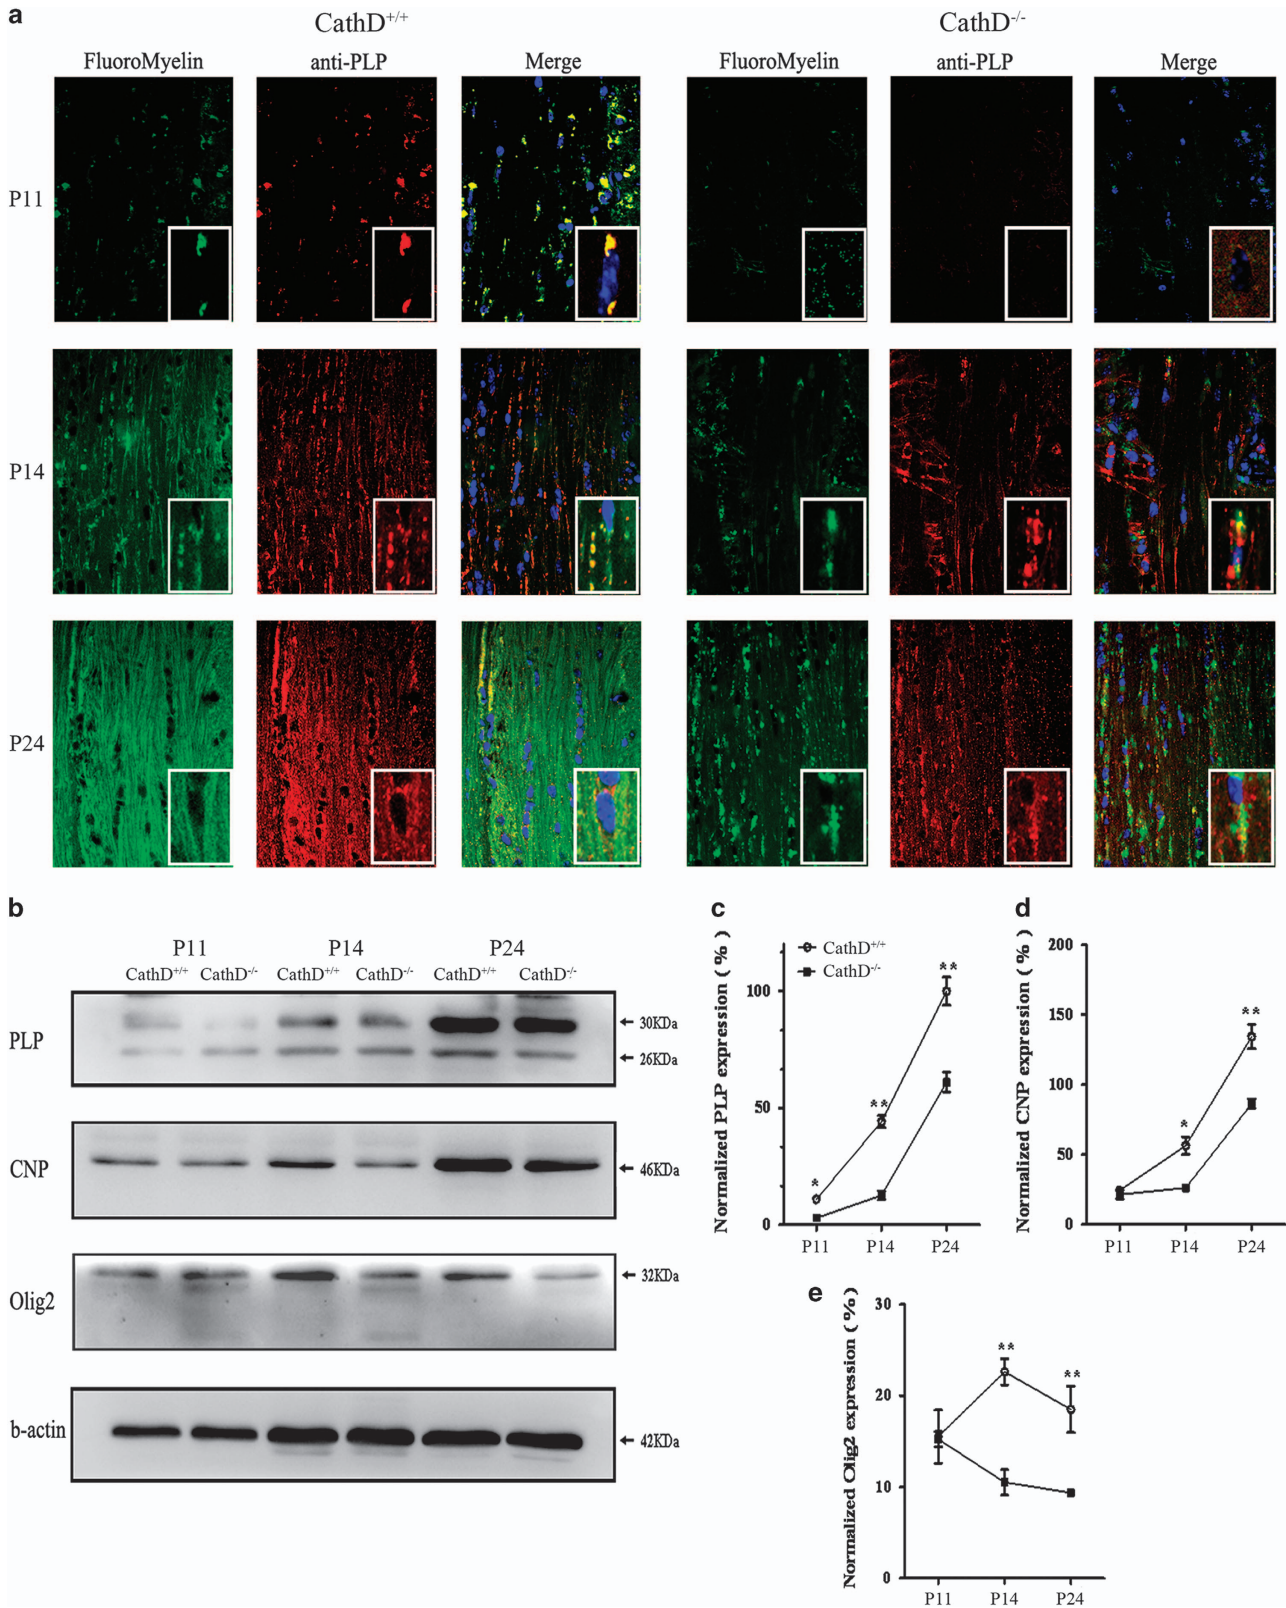 a
CathD+/+ CathD-/-
FluoroMyelin anti-PLP Merge FluoroMyelin anti-PLP Merge
P11
P14
P24
b
P11 P14 P24
CathD+/+ CathD-/- CathD+/+ CathD-/- CathD+/+ CathD-/-
PLP
30KDa
26KDa
CNP
46KDa
Olig2
32KDa
b-actin
42KDa
c
Normalized PLP expression ( % )
CathD+/+
CathD-/-
100
50
0
*
**
**
P11 P14 P24
d
Normalized CNP expression ( % )
200
150
100
50
0
*
**
P11 P14 P24
e
Normalized Olig2 expression ( % )
30
20
10
0
**
**
P11 P14 P24